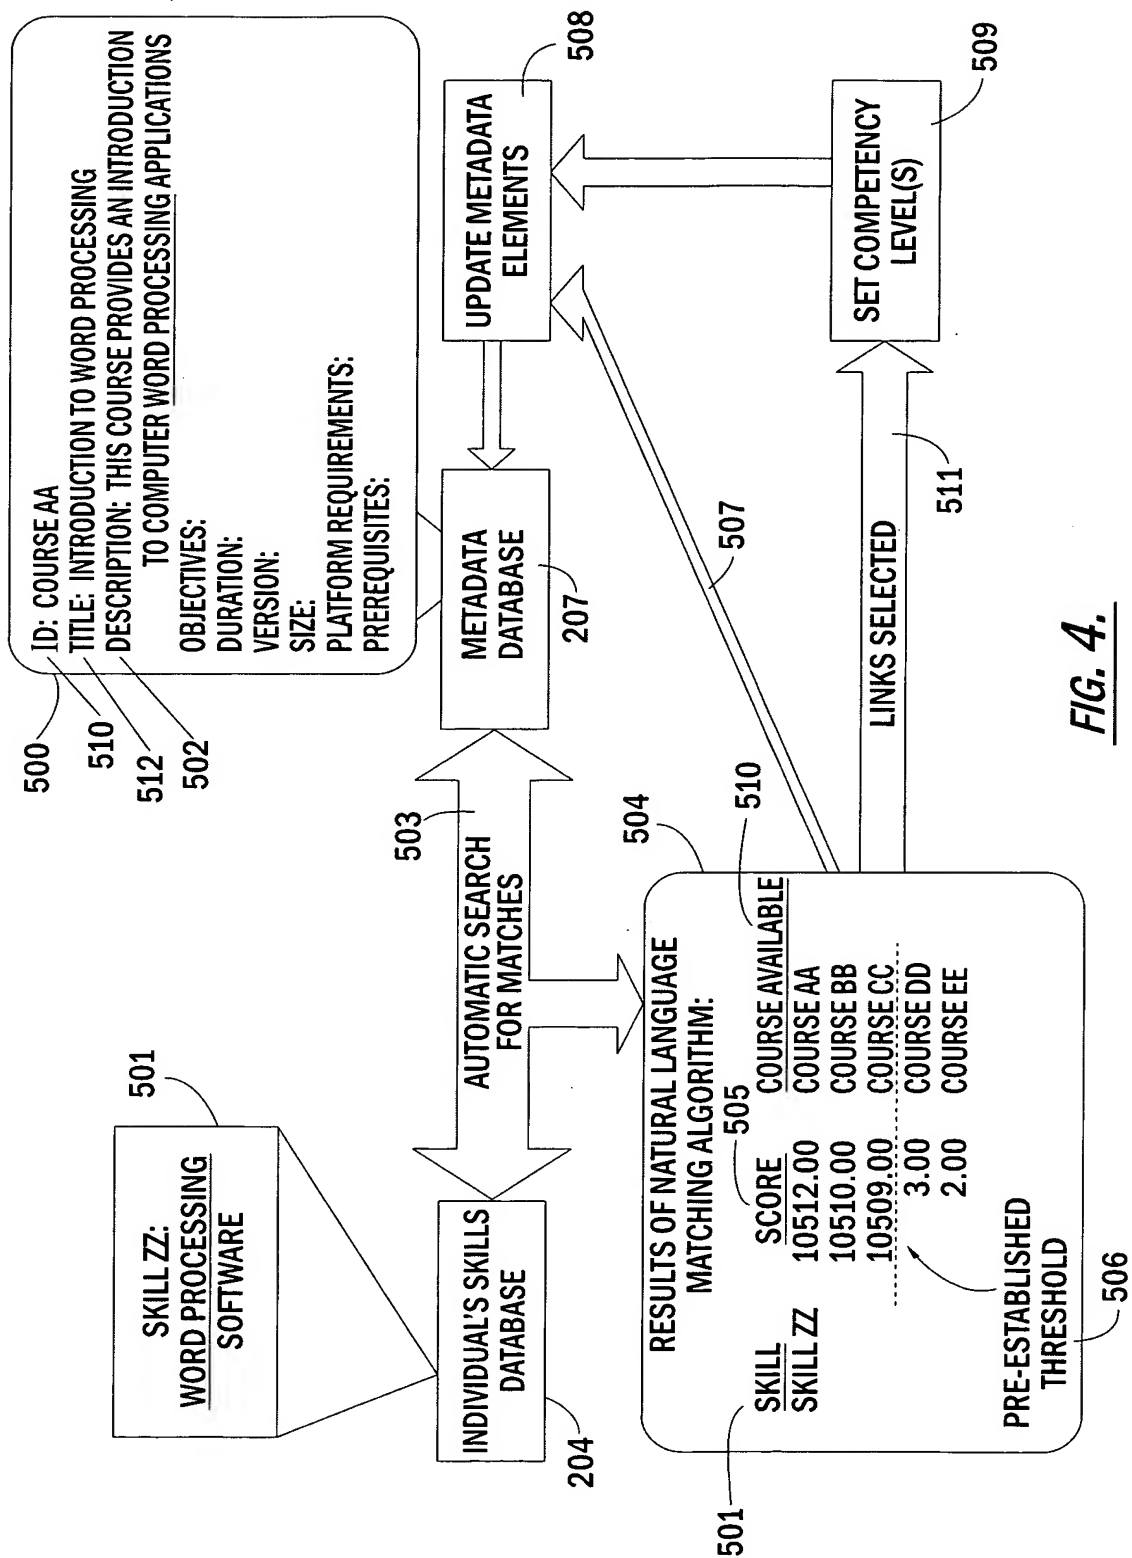 SKILL ZZ:
WORD PROCESSING
SOFTWARE
501
INDIVIDUAL'S SKILLS
DATABASE
204
AUTOMATIC SEARCH
FOR MATCHES
503
500
510
512
502
ID: COURSE AA
TITLE: INTRODUCTION TO WORD PROCESSING
DESCRIPTION: THIS COURSE PROVIDES AN INTRODUCTION
TO COMPUTER WORD PROCESSING APPLICATIONS
OBJECTIVES:
DURATION:
VERSION:
SIZE:
PLATFORM REQUIREMENTS:
PREREQUISITES:
METADATA
DATABASE
207
UPDATE METADATA
ELEMENTS
508
RESULTS OF NATURAL LANGUAGE
MATCHING ALGORITHM:
504
501
505
510
SKILL SCORE COURSE AVAILABLE
SKILL ZZ 10512.00 COURSE AA
10510.00 COURSE BB
10509.00 COURSE CC
3.00 COURSE DD
2.00 COURSE EE
PRE-ESTABLISHED
THRESHOLD
506
507
LINKS SELECTED
511
SET COMPETENCY
LEVEL(S)
509
FIG. 4.